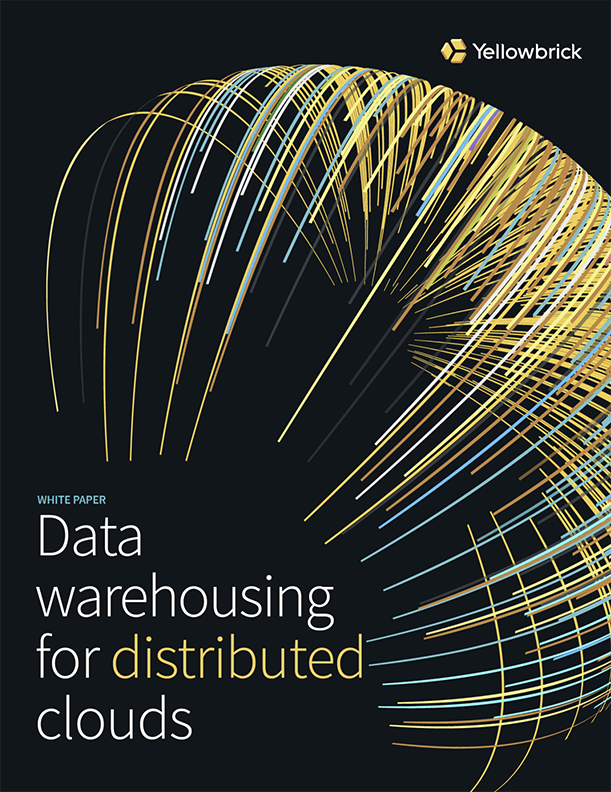 Yellowbrick
WHITE PAPER
Data
warehousing
for distributed
clouds